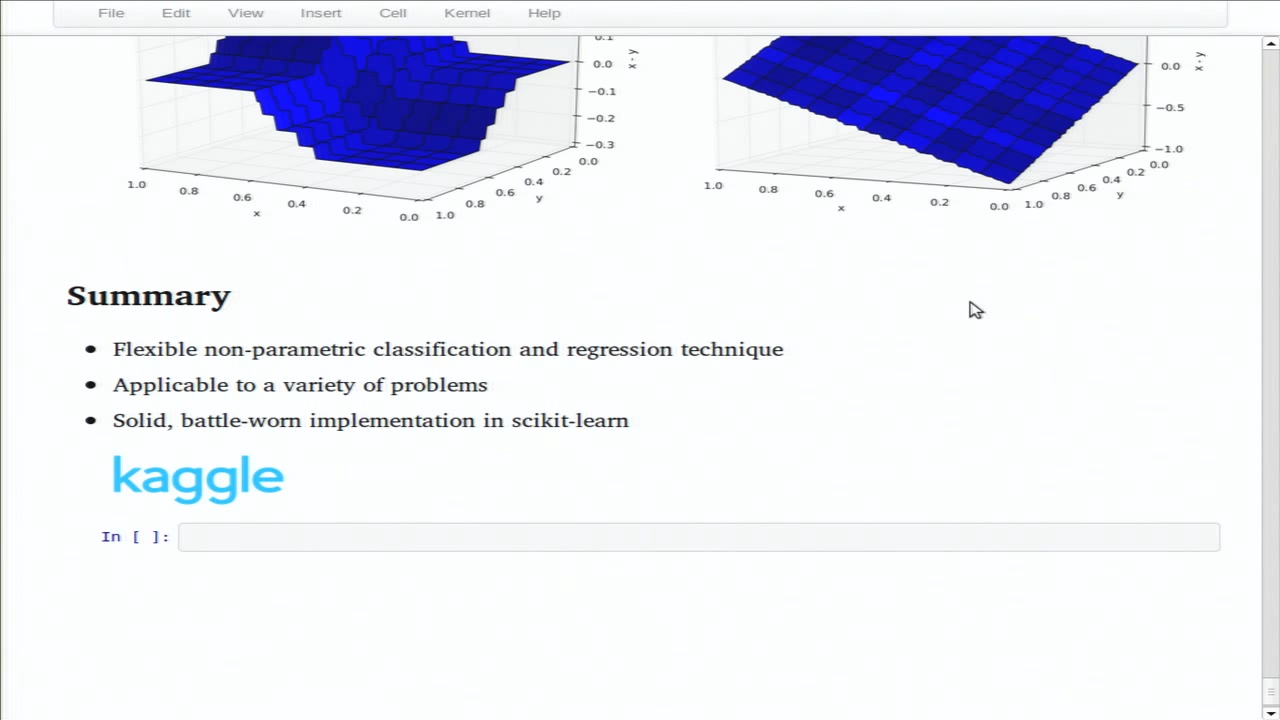 File Edit View Insert Cell Kernel Help
0.1
0.0
−0.1
−0.2
−0.3
x - y
1.0 0.8 0.6 0.4 0.2 0.0
x
1.0 0.8 0.6 0.4 0.2 0.0
y
0.0
−0.5
−1.0
x - y
1.0 0.8 0.6 0.4 0.2 0.0
x
1.0 0.8 0.6 0.4 0.2 0.0
y
Summary
Flexible non-parametric classification and regression technique
Applicable to a variety of problems
Solid, battle-worn implementation in scikit-learn
kaggle
In [ ]: